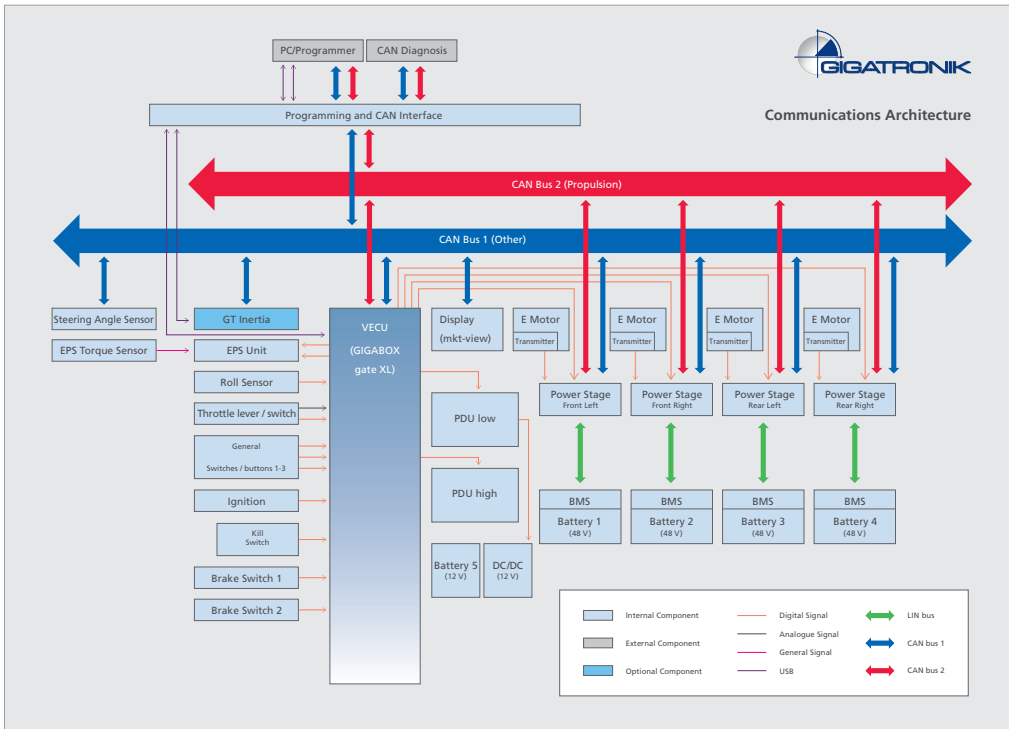 PC/Programmer
CAN Diagnosis
GIGATRONIK
Programming and CAN Interface
Communications Architecture
CAN Bus 2 (Propulsion)
CAN Bus 1 (Other)
Steering Angle Sensor
GT Inertia
VECU
(GIGABOX
gate XL)
Display
(mkt-view)
E Motor
Transmitter
E Motor
Transmitter
E Motor
Transmitter
E Motor
Transmitter
EPS Torque Sensor
EPS Unit
Roll Sensor
Throttle lever / switch
General
Switches / buttons 1-3
Ignition
Kill
Switch
Brake Switch 1
Brake Switch 2
PDU low
PDU high
Battery 5
(12 V)
DC/DC
(12 V)
Power Stage
Front Left
Power Stage
Front Right
Power Stage
Rear Left
Power Stage
Rear Right
BMS
Battery 1
(48 V)
BMS
Battery 2
(48 V)
BMS
Battery 3
(48 V)
BMS
Battery 4
(48 V)
Internal Component
External Component
Optional Component
Digital Signal
Analogue Signal
General Signal
USB
LIN bus
CAN bus 1
CAN bus 2